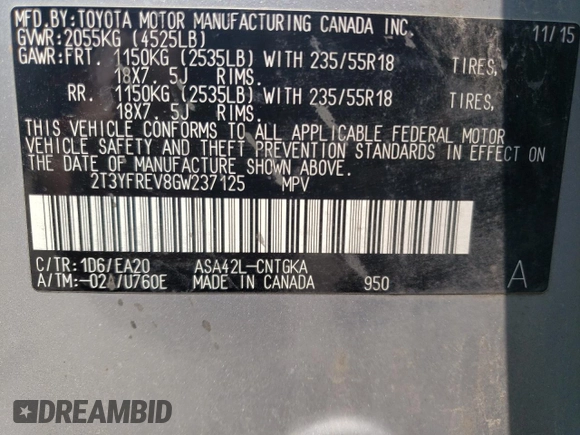 MFD.BY:TOYOTA MOTOR MANUFACTURING CANADA INC. 11/15
GVWR:2055KG (4525LB)
GAWR:FRT. 1150KG (2535LB) WITH 235/55R18 TIRES,
18X7. 5J RIMS.
RR. 1150KG (2535LB) WITH 235/55R18 TIRES,
18X7. 5J RIMS.
THIS VEHICLE CONFORMS TO ALL APPLICABLE FEDERAL MOTOR
VEHICLE SAFETY AND THEFT PREVENTION STANDARDS IN EFFECT ON
THE DATE OF MANUFACTURE SHOWN ABOVE.
2T3YFREV8GW237125 MPV
C/TR:1D6/EA20 ASA42L-CNTGKA
A/TM:-02A/U760E MADE IN CANADA 950 A
DREAMBID